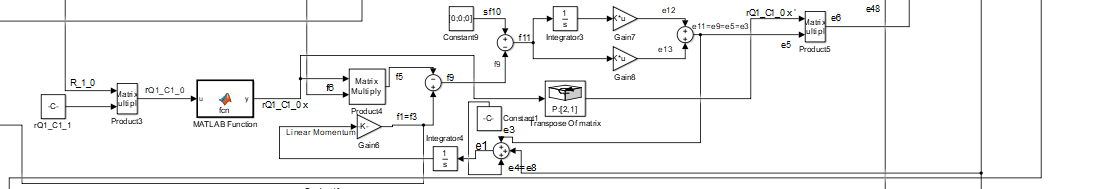 e48
sf10
[0;0;0]
Constant9
f11
f9
1
s
Integrator3
K*u
Gain7
K*u
Gain8
e12
e13
e11=e9=e5=e3
rQ1_C1_0 x '
e5
Matrix
Multipl
Product5
e6
R_1_0
-C-
rQ1_C1_1
Matrix
Multipl
Product3
rQ1_C1_0
u
fcn
y
MATLAB Function
rQ1_C1_0 x
f6
Matrix
Multiply
Product4
f5
f9
P:[2,1]
Transpose Of matrix
Linear Momentum
-K-
Gain6
f1=f3
-C-
Constant1
Integrator4
1
s
e1
e3
e4=e8